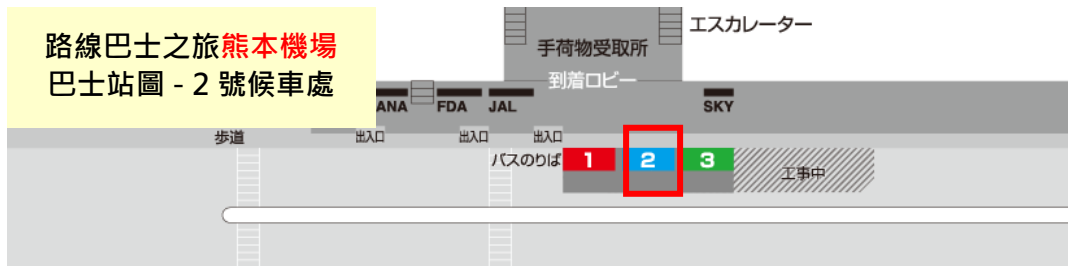 路線巴士之旅熊本機場
巴士站圖 - 2 號候車處
エスカレーター
手荷物受取所
到着ロビー
ANA
FDA
JAL
SKY
歩道
出入口
出入口
出入口
バスのりば
1
2
3
工事中